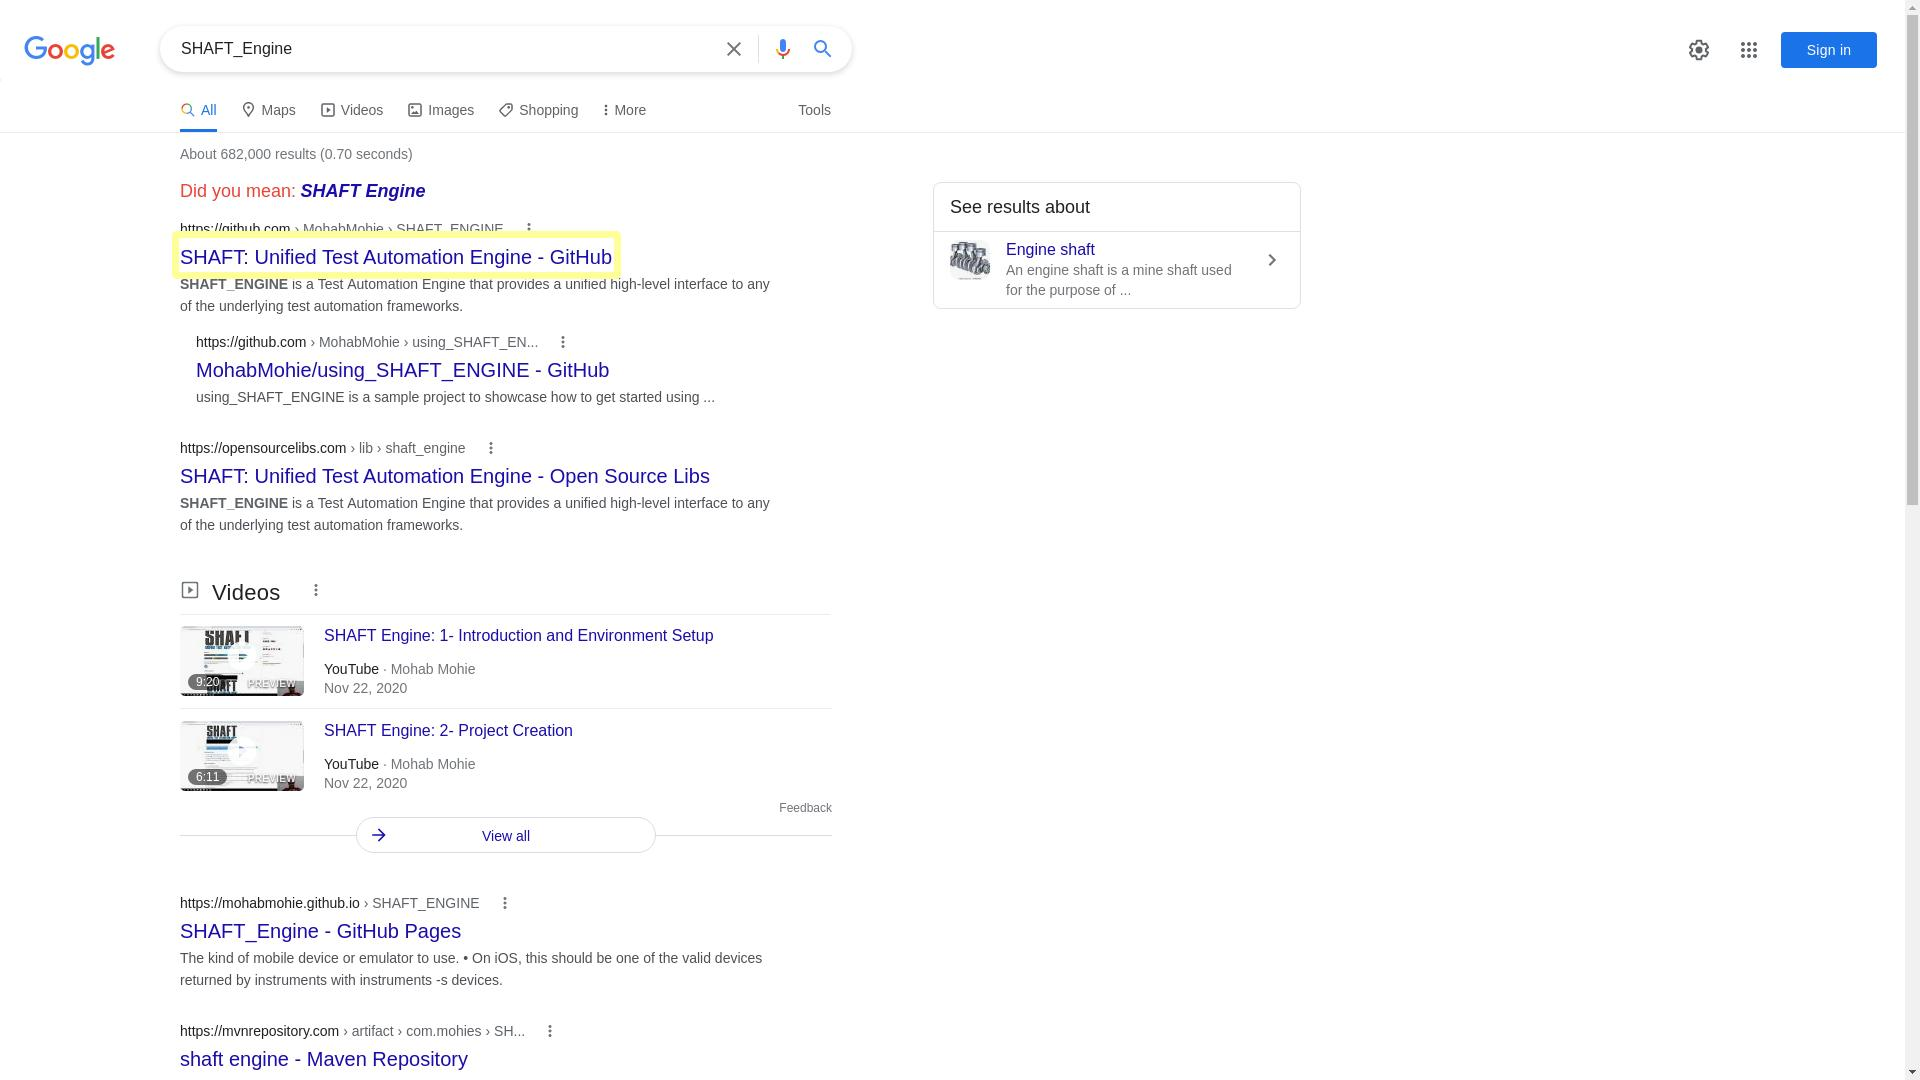 Google
SHAFT_Engine
Sign in
All
Maps
Videos
Images
Shopping
More
Tools
About 682,000 results (0.70 seconds)
Did you mean: SHAFT Engine
https://github.com › MohabMohie › SHAFT_ENGINE
SHAFT: Unified Test Automation Engine - GitHub
SHAFT_ENGINE is a Test Automation Engine that provides a unified high-level interface to any
of the underlying test automation frameworks.
https://github.com › MohabMohie › using_SHAFT_EN...
MohabMohie/using_SHAFT_ENGINE - GitHub
using_SHAFT_ENGINE is a sample project to showcase how to get started using ...
https://opensourcelibs.com › lib › shaft_engine
SHAFT: Unified Test Automation Engine - Open Source Libs
SHAFT_ENGINE is a Test Automation Engine that provides a unified high-level interface to any
of the underlying test automation frameworks.
Videos
SHAFT
9:20
PREVIEW
SHAFT Engine: 1- Introduction and Environment Setup
YouTube · Mohab Mohie
Nov 22, 2020
SHAFT
6:11
PREVIEW
SHAFT Engine: 2- Project Creation
YouTube · Mohab Mohie
Nov 22, 2020
Feedback
View all
https://mohabmohie.github.io › SHAFT_ENGINE
SHAFT_Engine - GitHub Pages
The kind of mobile device or emulator to use. • On iOS, this should be one of the valid devices
returned by instruments with instruments -s devices.
https://mvnrepository.com › artifact › com.mohies › SH...
shaft engine - Maven Repository
See results about
Engine shaft
An engine shaft is a mine shaft used
for the purpose of ...